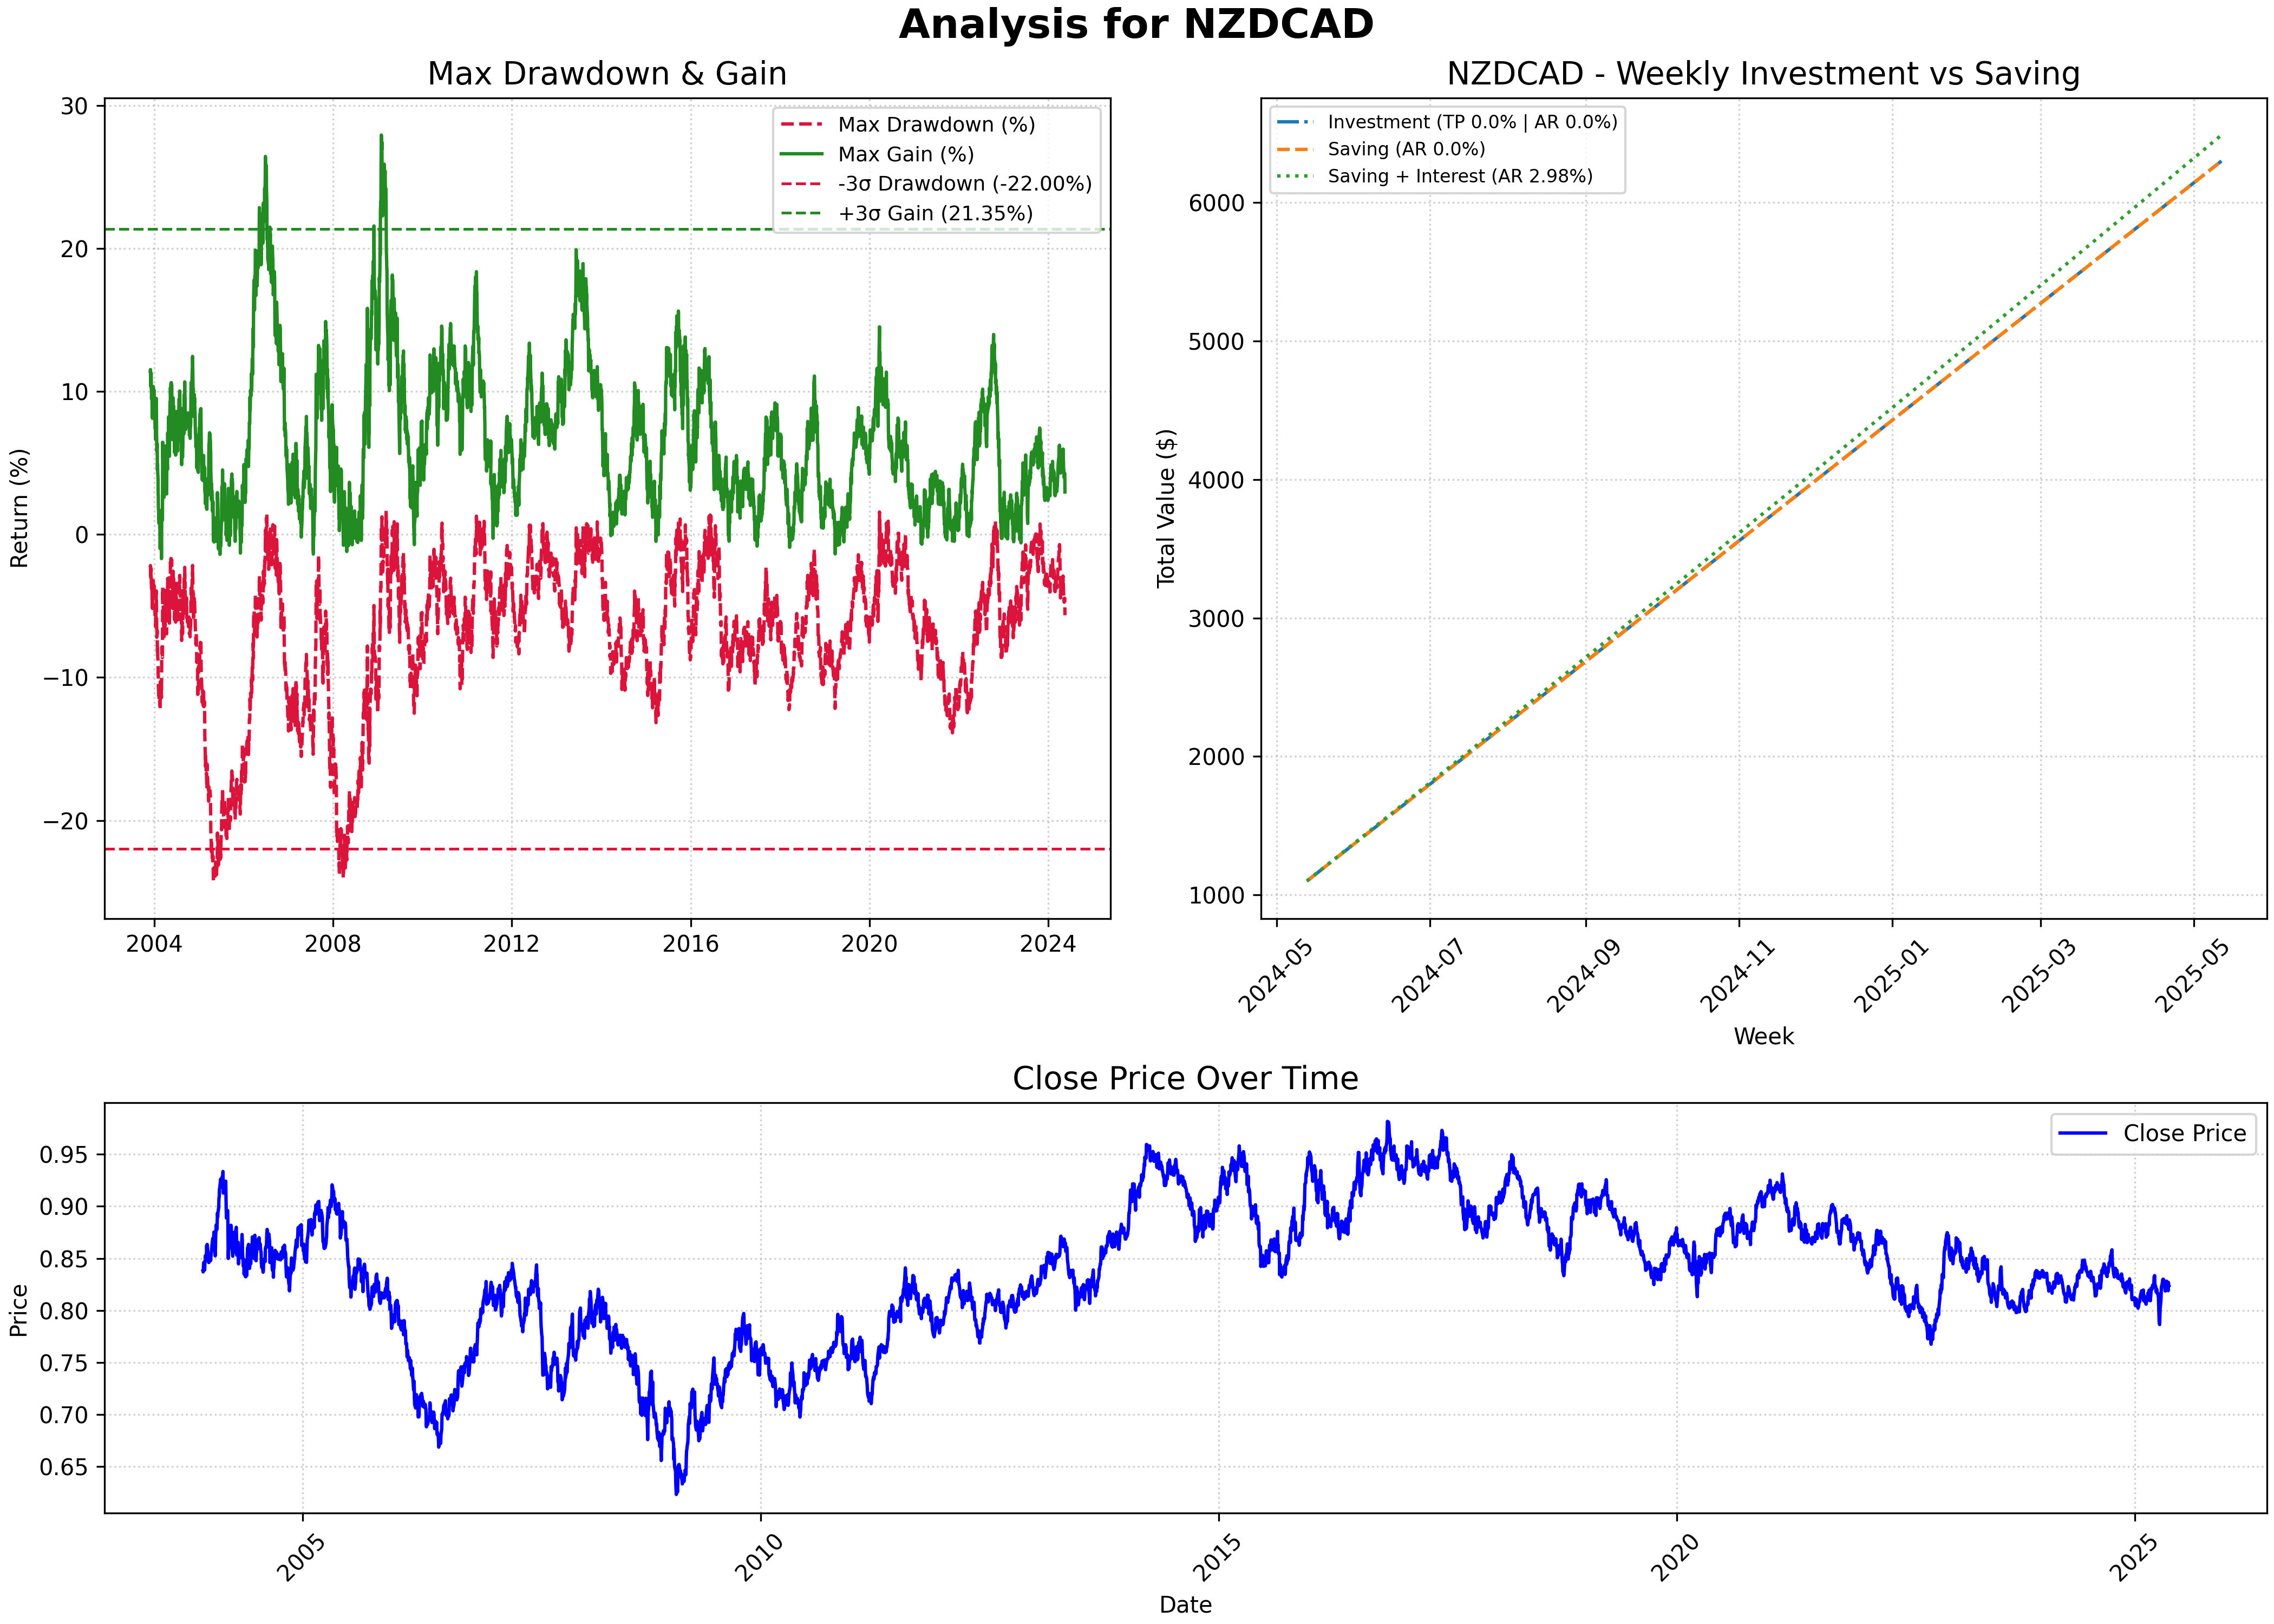 Analysis for NZDCAD
Max Drawdown & Gain
Return (%)
30
20
10
0
−10
−20
2004
2008
2012
2016
2020
2024
Max Drawdown (%)
Max Gain (%)
-3σ Drawdown (-22.00%)
+3σ Gain (21.35%)
NZDCAD - Weekly Investment vs Saving
Total Value ($)
6000
5000
4000
3000
2000
1000
2024-05
2024-07
2024-09
2024-11
2025-01
2025-03
2025-05
Week
Investment (TP 0.0% | AR 0.0%)
Saving (AR 0.0%)
Saving + Interest (AR 2.98%)
Close Price Over Time
Price
0.95
0.90
0.85
0.80
0.75
0.70
0.65
2005
2010
2015
2020
2025
Date
Close Price